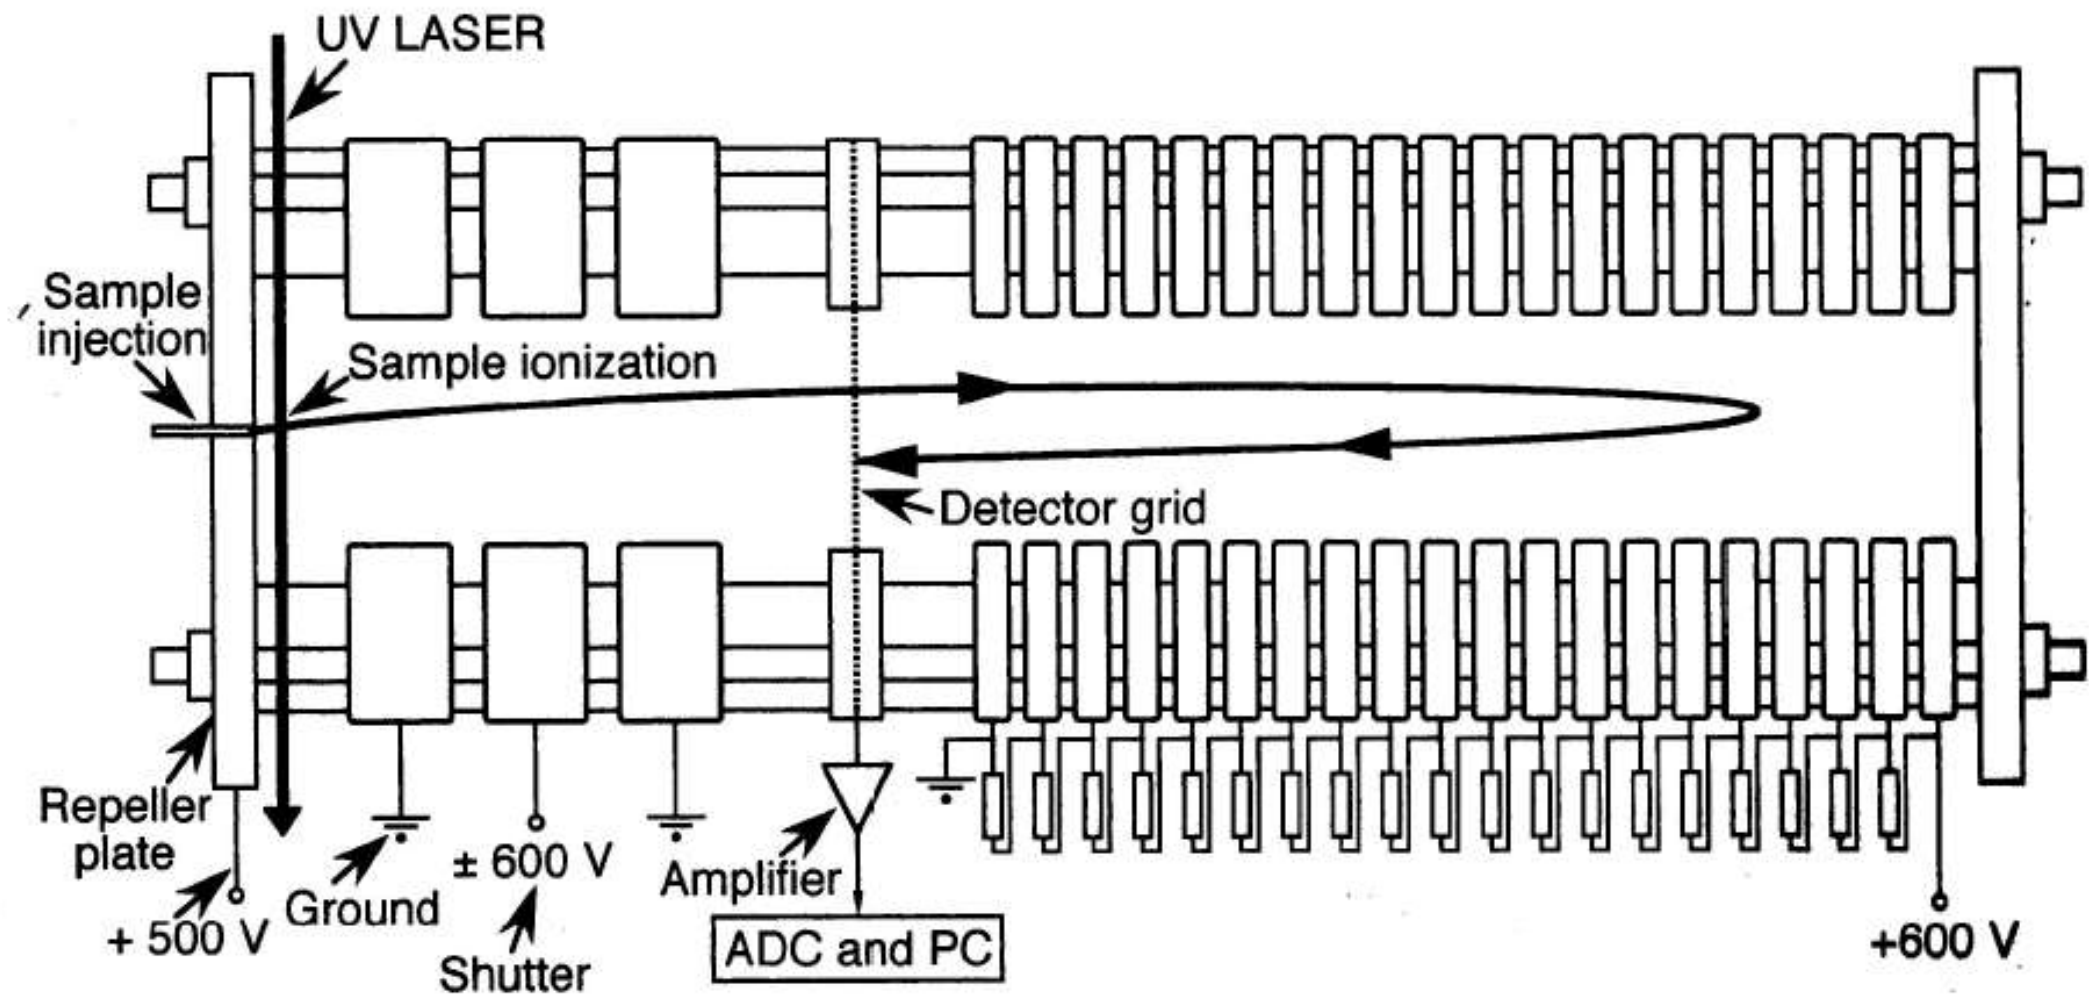 UV LASER
Sample
injection
Sample ionization
Detector grid
Repeller
plate
+ 500 V
Ground
± 600 V
Shutter
Amplifier
ADC and PC
+600 V